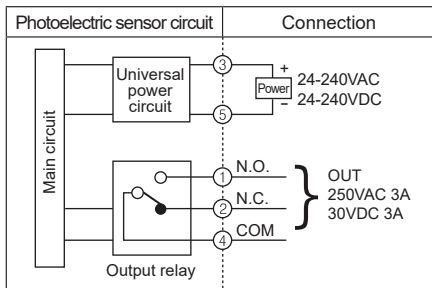 Photoelectric sensor circuit
Connection
Main circuit
Universal
power
circuit
3
5
+
Power
−
24-240VAC
24-240VDC
1
N.O.
2
N.C.
4
COM
OUT
250VAC 3A
30VDC 3A
Output relay